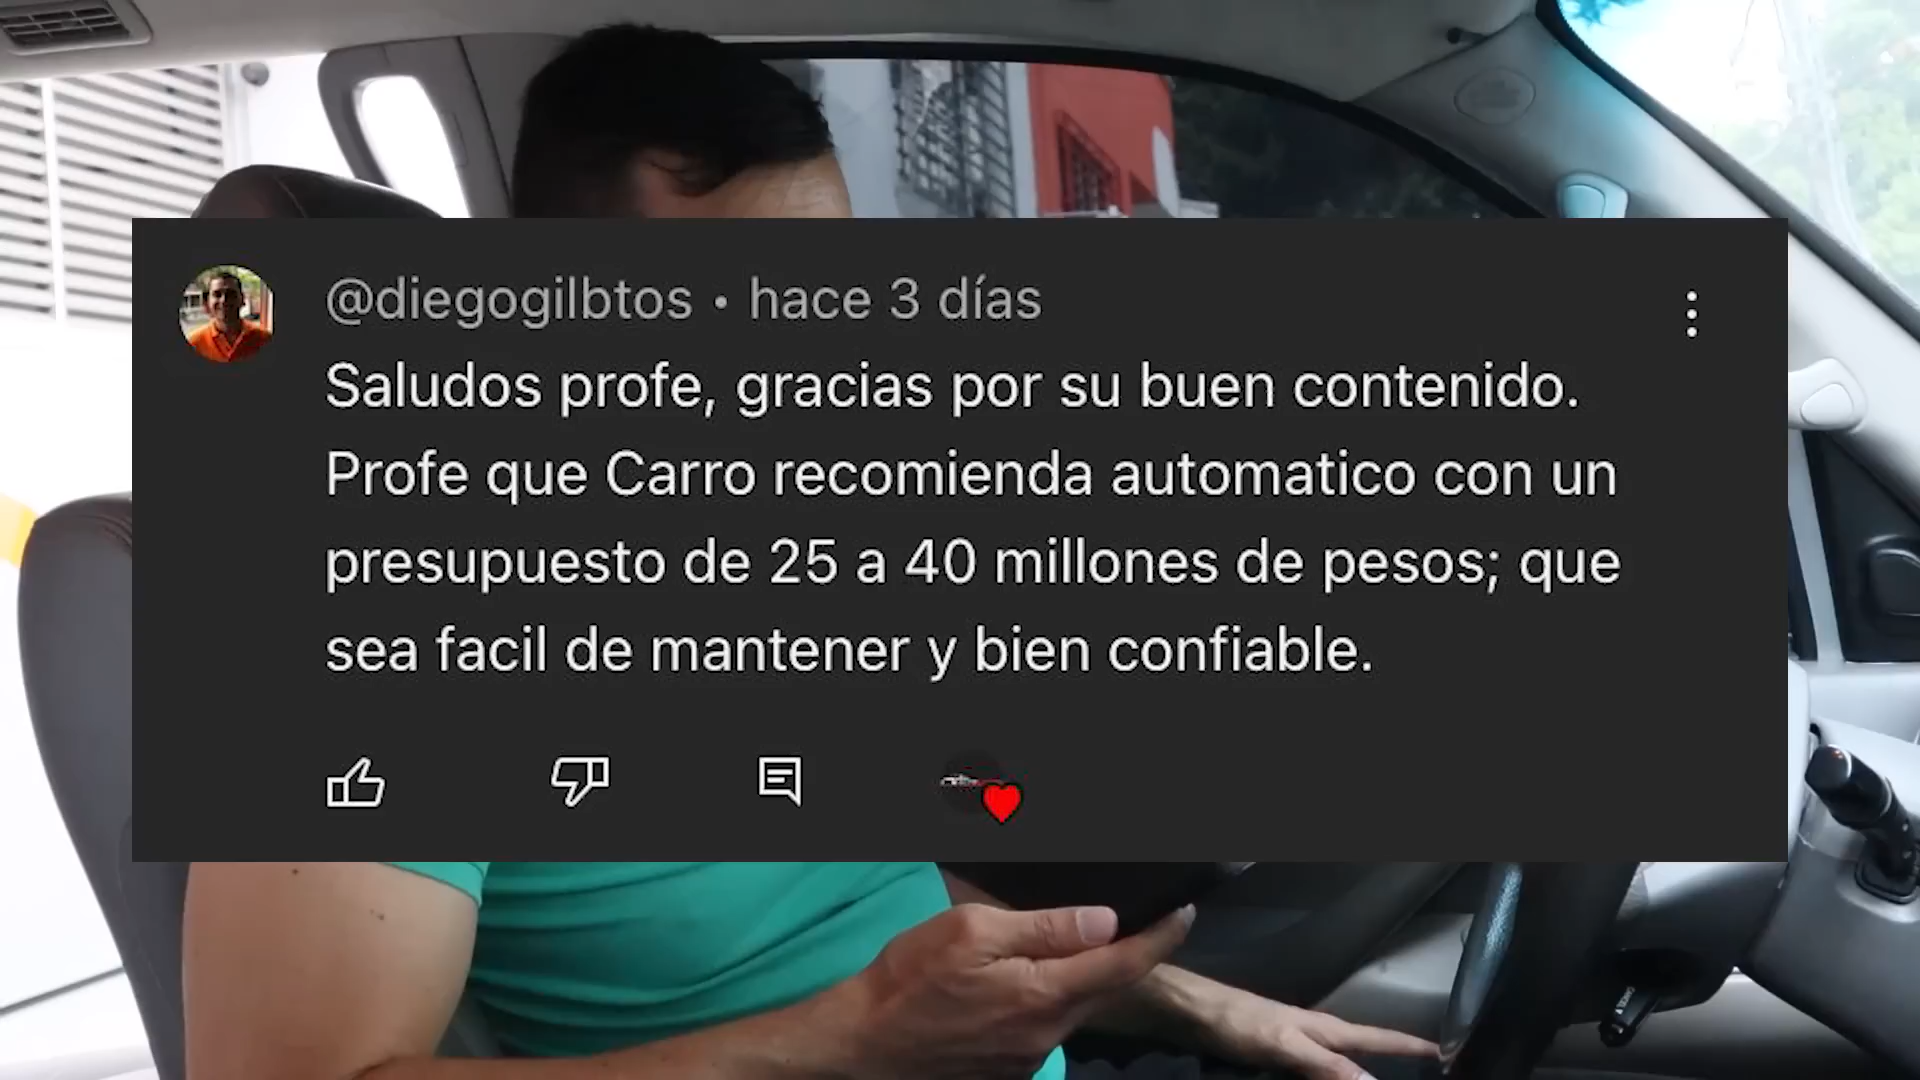 @diegogilbtos • hace 3 días
Saludos profe, gracias por su buen contenido.
Profe que Carro recomienda automatico con un
presupuesto de 25 a 40 millones de pesos; que
sea facil de mantener y bien confiable.
CANCEL